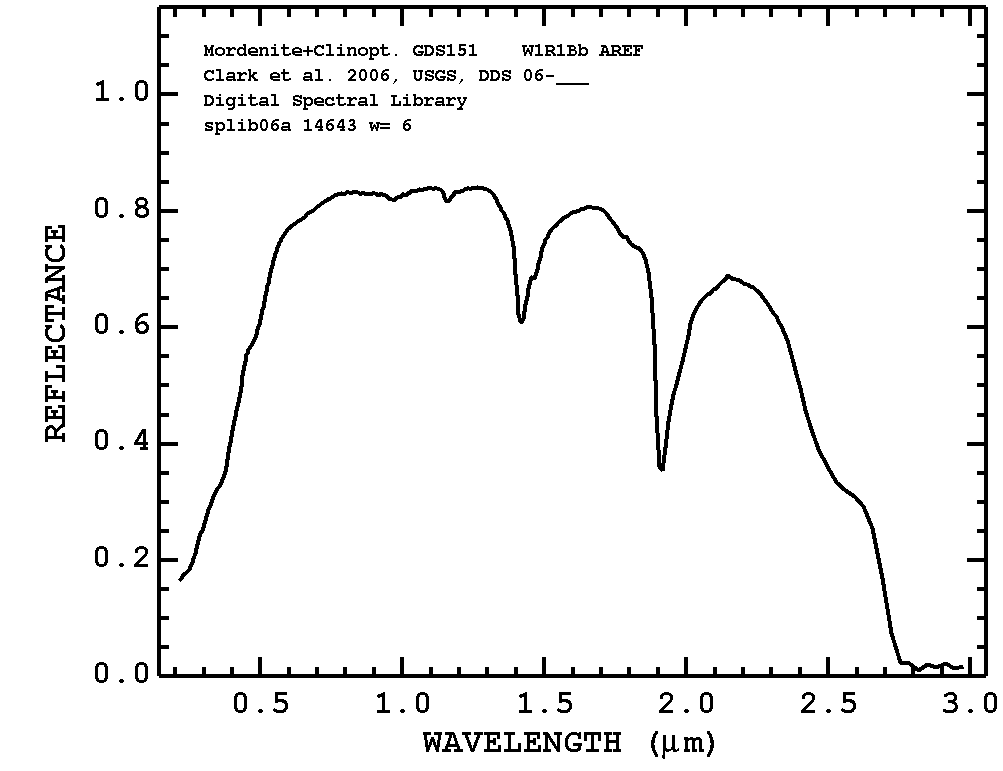 Mordenite+Clinopt. GDS151 W1R1Bb AREF
Clark et al. 2006, USGS, DDS 06-___
Digital Spectral Library
splib06a 14643 w= 6
1.0
0.8
0.6
0.4
0.2
0.0
REFLECTANCE
0.5 1.0 1.5 2.0 2.5 3.0
WAVELENGTH (μm)